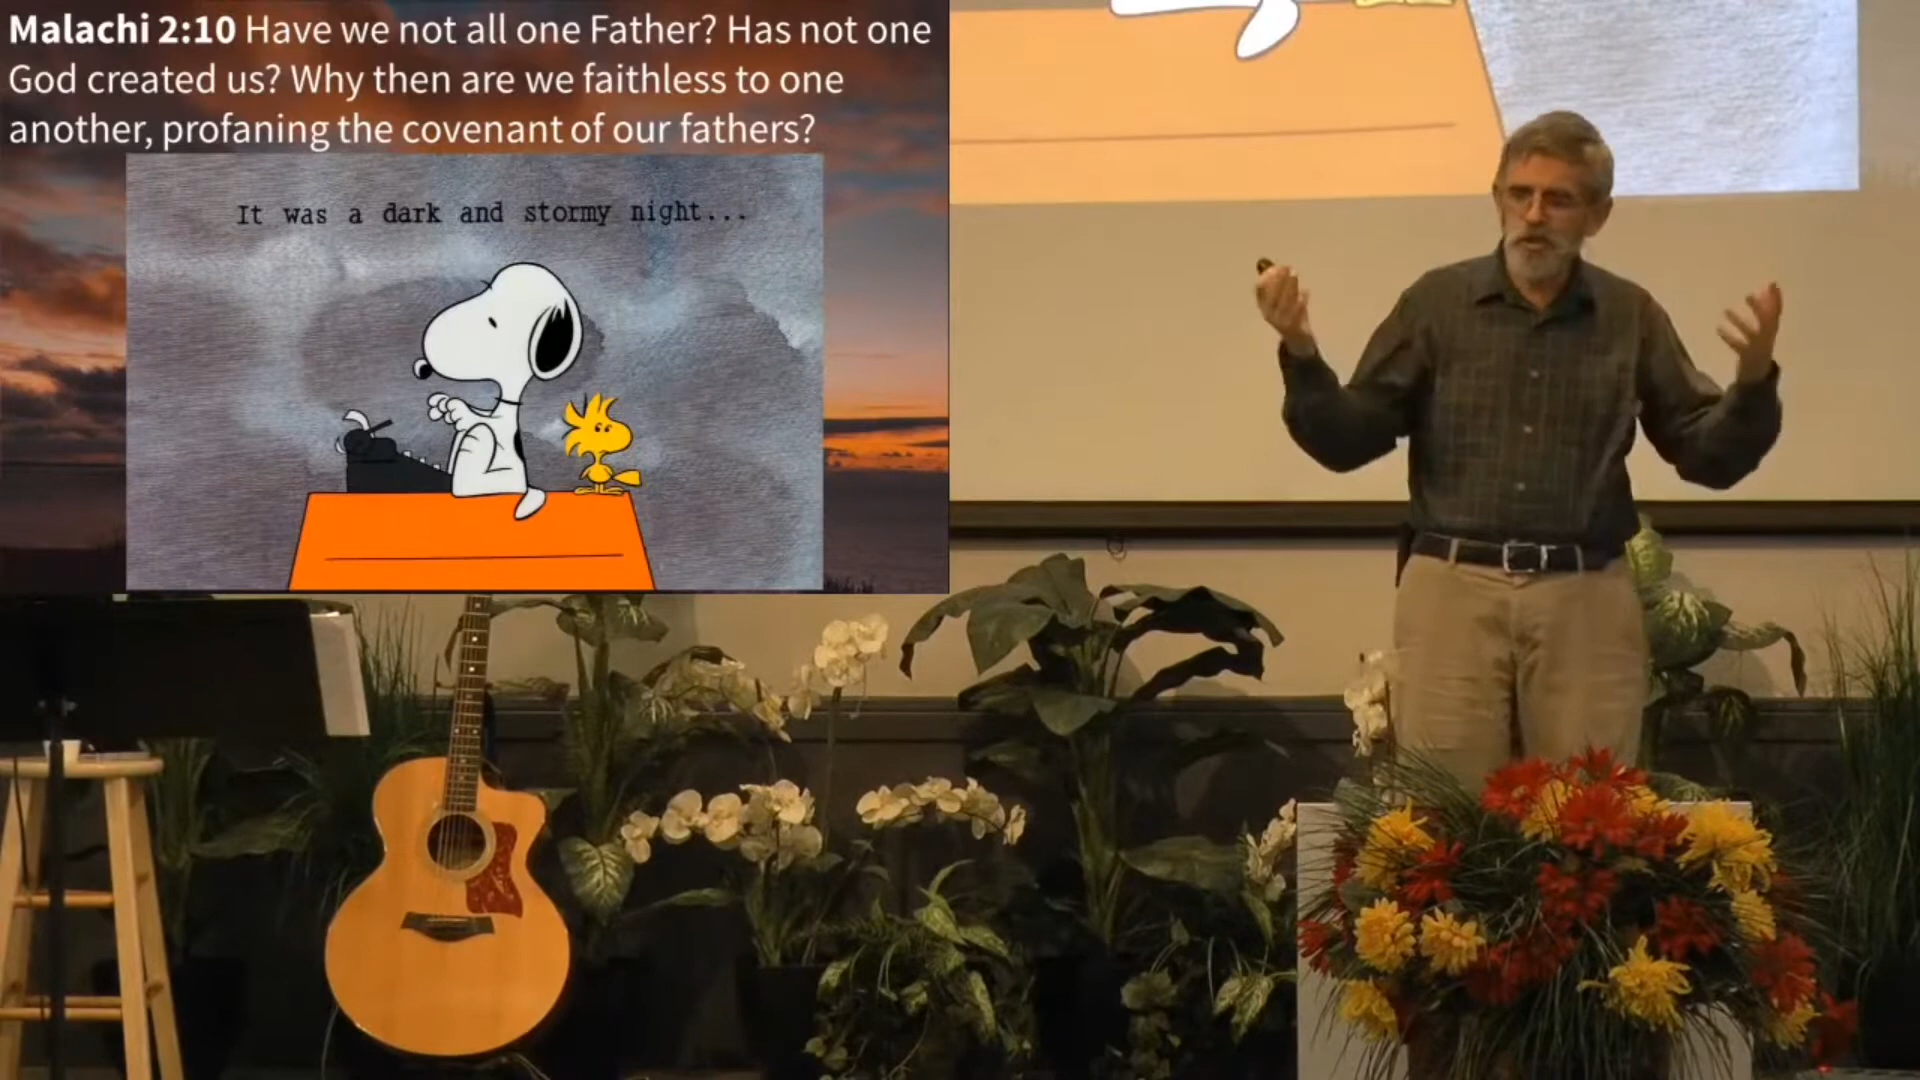 Malachi 2:10 Have we not all one Father? Has not one
God created us? Why then are we faithless to one
another, profaning the covenant of our fathers?
It was a dark and stormy night...